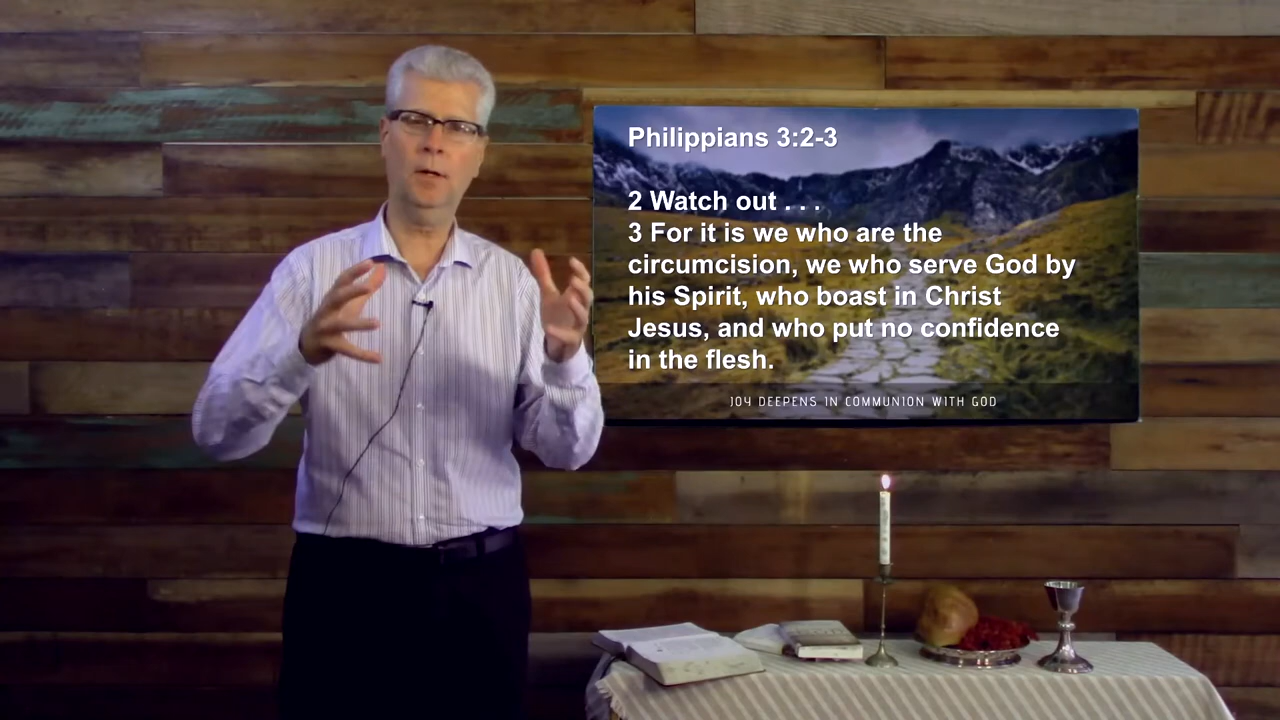 Philippians 3:2-3
2 Watch out . . .
3 For it is we who are the
circumcision, we who serve God by
his Spirit, who boast in Christ
Jesus, and who put no confidence
in the flesh.
JOY DEEPENS IN COMMUNION WITH GOD